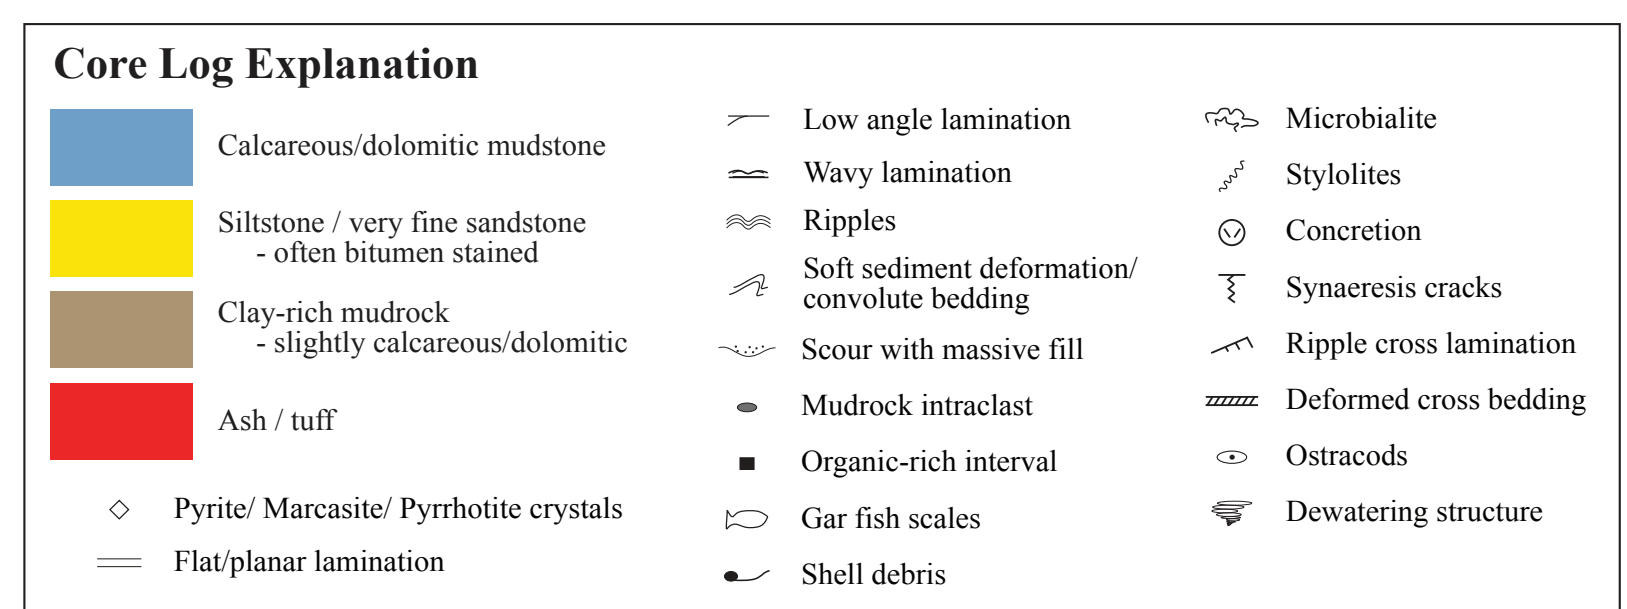 Core Log Explanation
Calcareous/dolomitic mudstone
Siltstone / very fine sandstone
- often bitumen stained
Clay-rich mudrock
- slightly calcareous/dolomitic
Ash / tuff
Pyrite/ Marcasite/ Pyrrhotite crystals
Flat/planar lamination
Low angle lamination
Wavy lamination
Ripples
Soft sediment deformation/
convolute bedding
Scour with massive fill
Mudrock intraclast
Organic-rich interval
Gar fish scales
Shell debris
Microbialite
Stylolites
Concretion
Synaeresis cracks
Ripple cross lamination
Deformed cross bedding
Ostracods
Dewatering structure